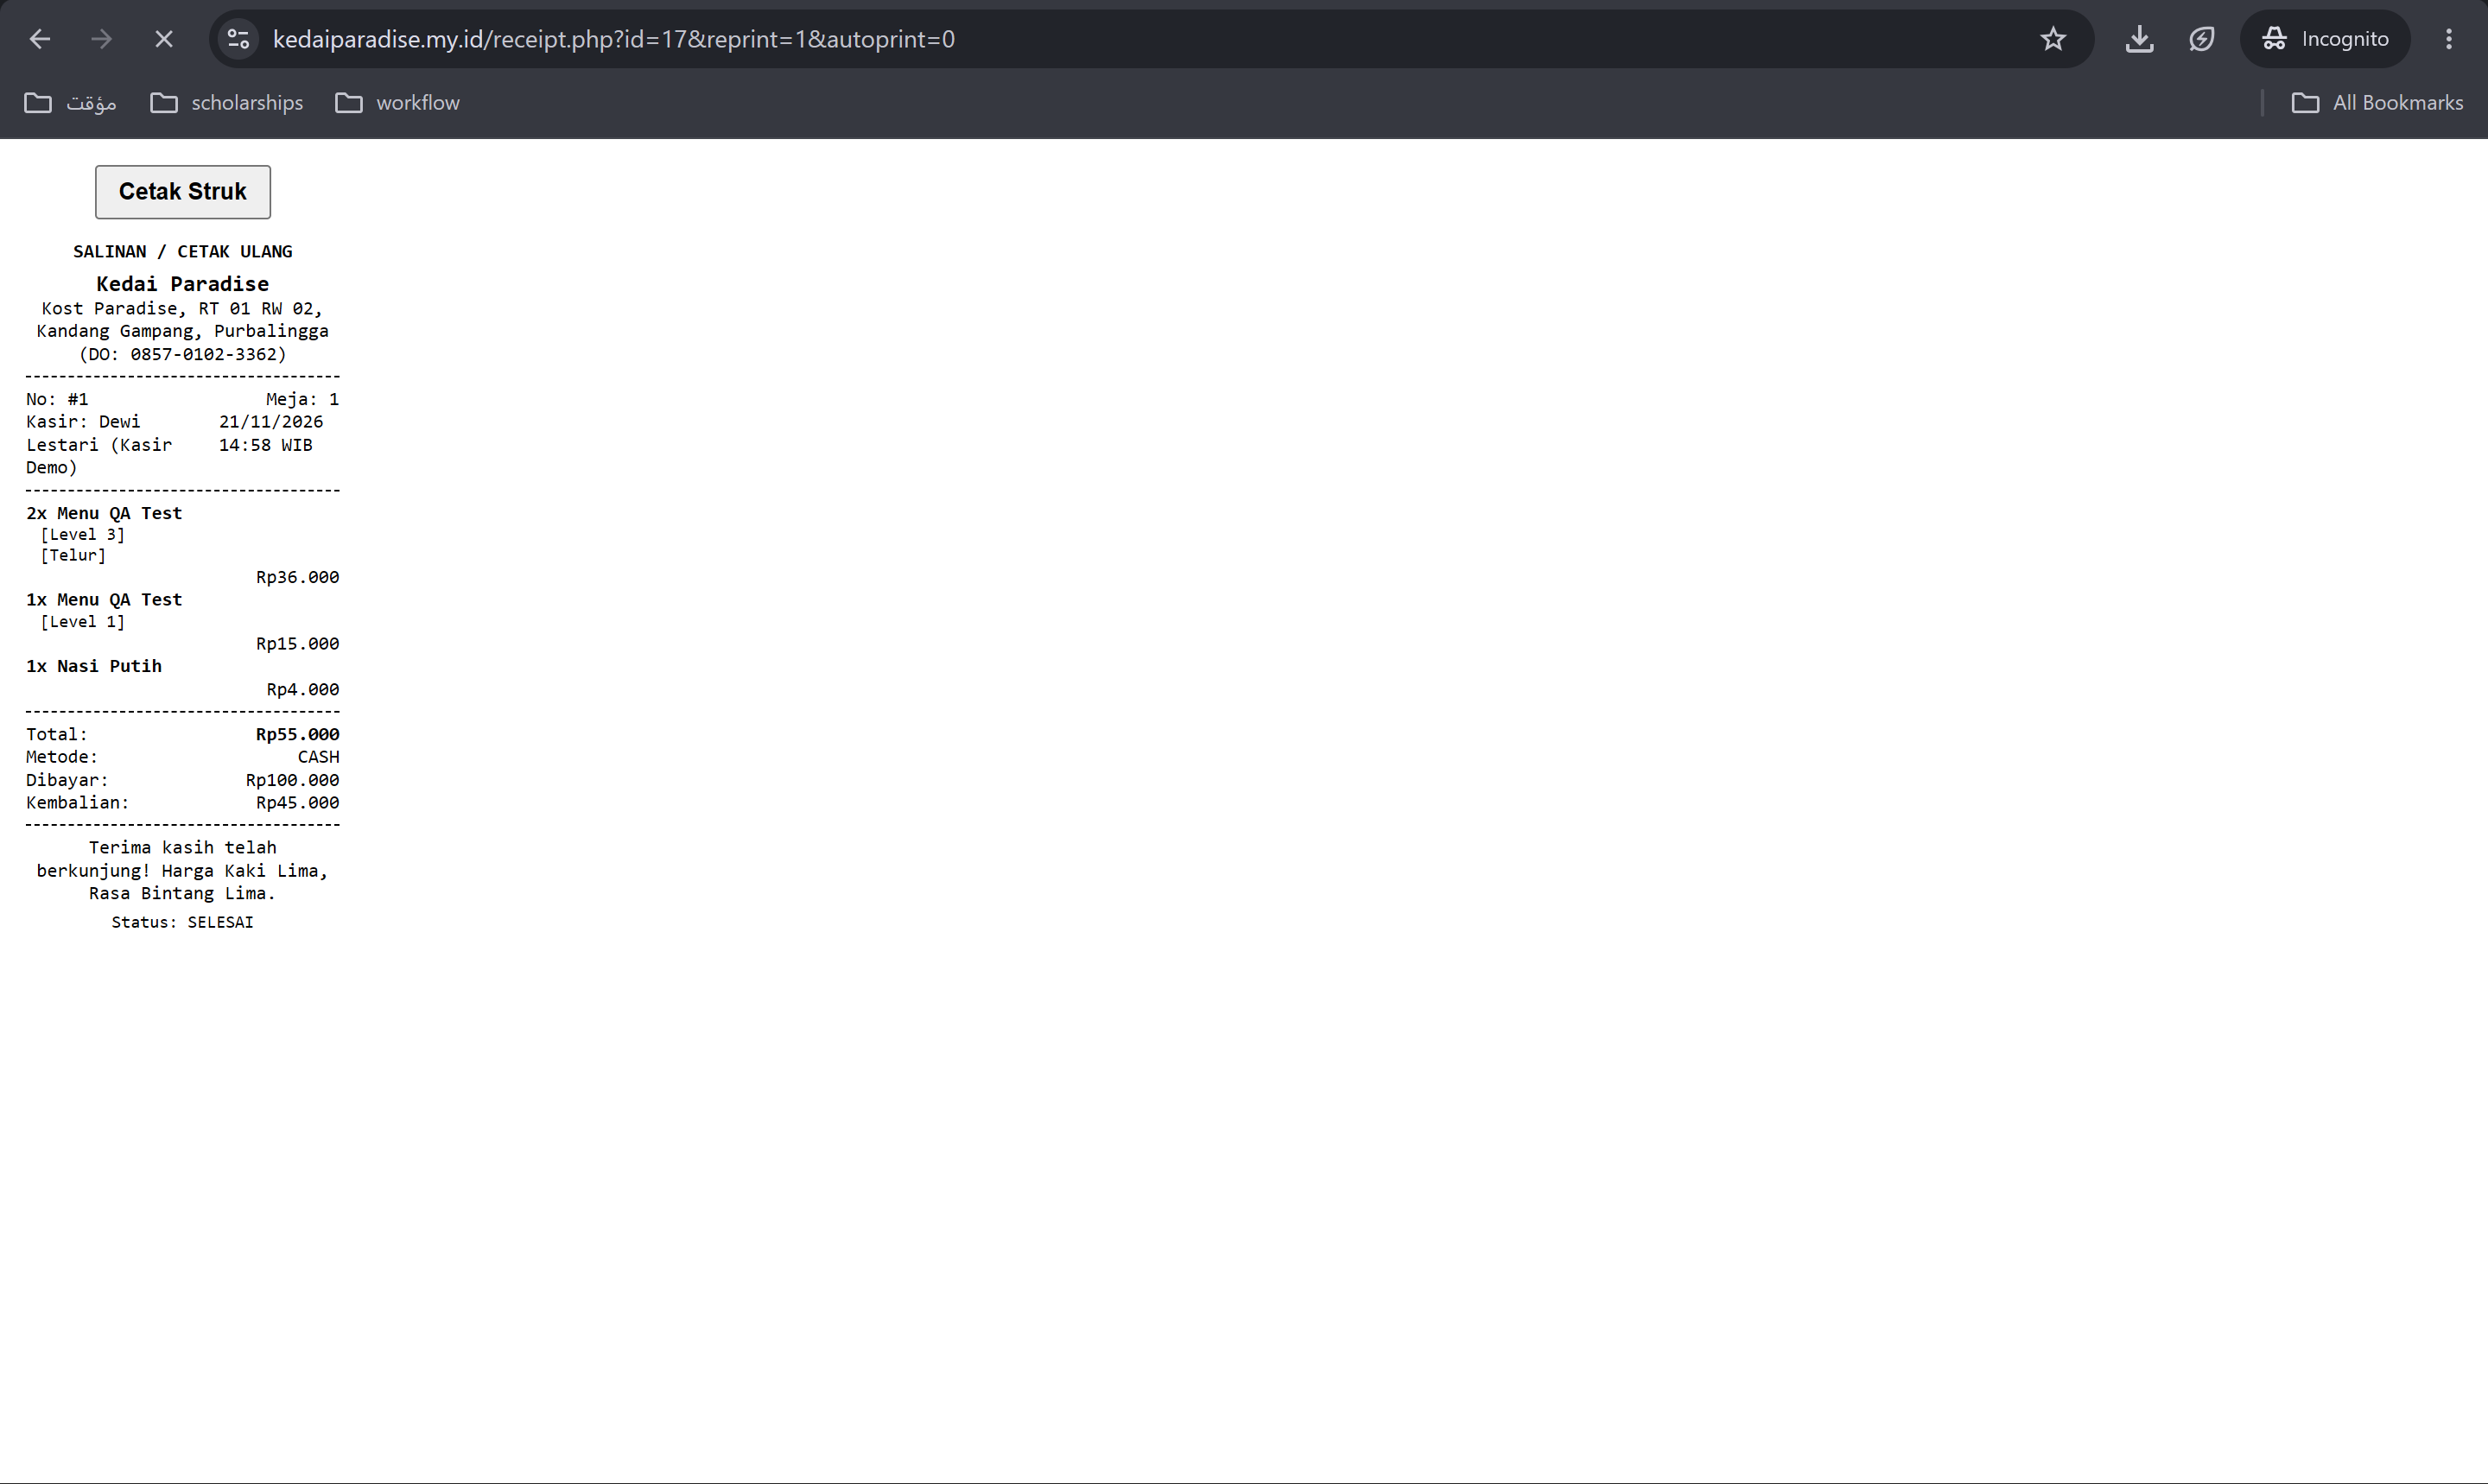 kedaiparadise.my.id/receipt.php?id=17&reprint=1&autoprint=0
Incognito
مؤقت
scholarships
workflow
All Bookmarks
Cetak Struk
SALINAN / CETAK ULANG
Kedai Paradise
Kost Paradise, RT 01 RW 02,
Kandang Gampang, Purbalingga
(DO: 0857-0102-3362)
No: #1 Meja: 1
Kasir: Dewi 21/11/2026
Lestari (Kasir 14:58 WIB
Demo)
2x Menu QA Test
[Level 3]
[Telur]
Rp36.000
1x Menu QA Test
[Level 1]
Rp15.000
1x Nasi Putih
Rp4.000
Total: Rp55.000
Metode: CASH
Dibayar: Rp100.000
Kembalian: Rp45.000
Terima kasih telah
berkunjung! Harga Kaki Lima,
Rasa Bintang Lima.
Status: SELESAI